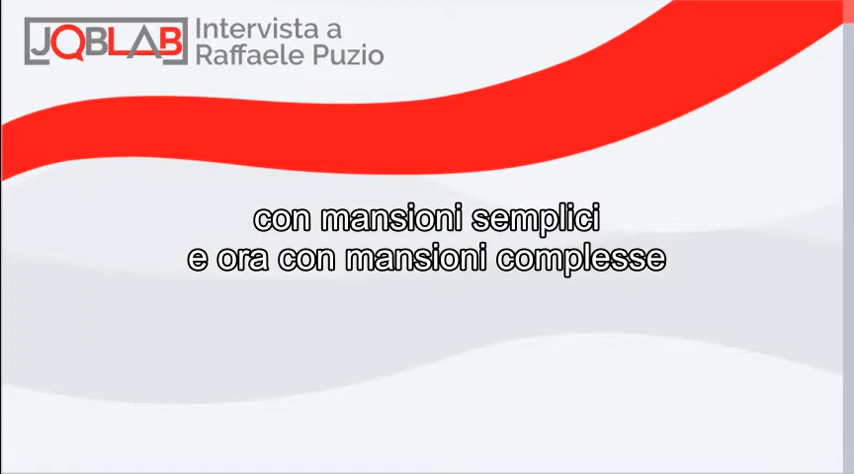 JOBLAB
Intervista a
Raffaele Puzio
con mansioni semplici
e ora con mansioni complesse